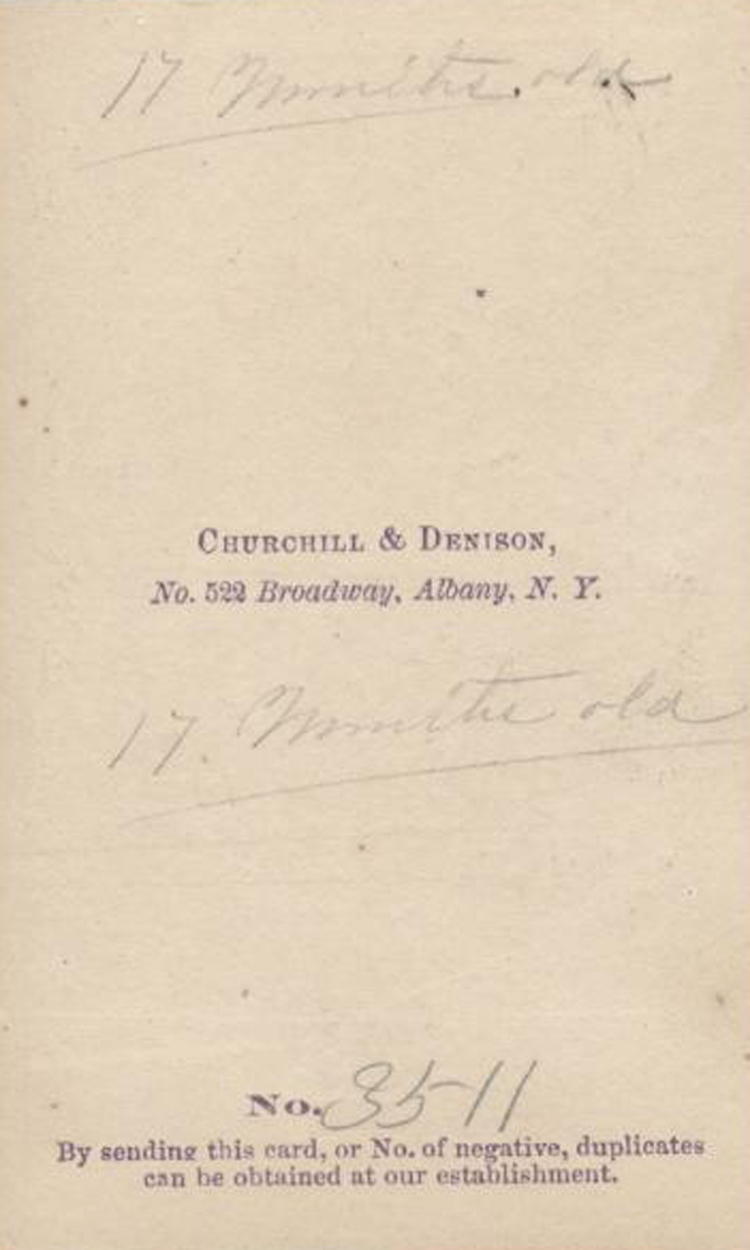 17 Months old
CHURCHILL & DENISON,
No. 522 Broadway, Albany, N. Y.
17. Months old
No. 3511
By sending this card, or No. of negative, duplicates
can be obtained at our establishment.